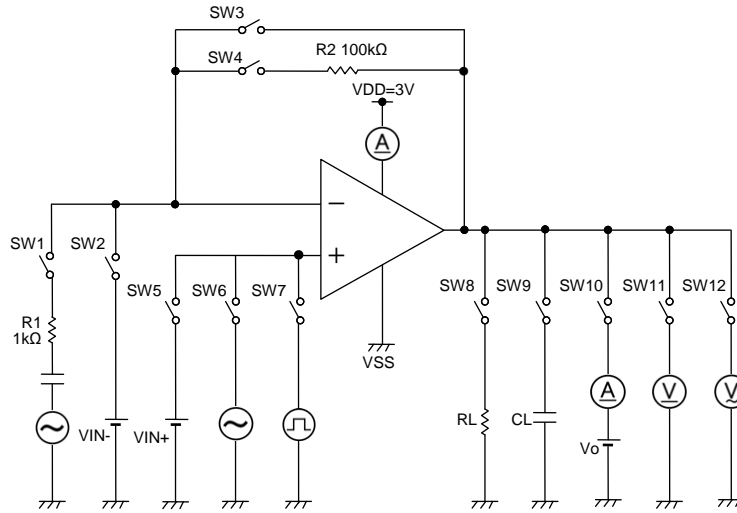 SW3
SW4
R2 100kΩ
VDD=3V
A
SW1
SW2
SW5
SW6
SW7
VSS
SW8
SW9
SW10
SW11
SW12
R1
1kΩ
VIN-
VIN+
RL
CL
A
V
V
Vo